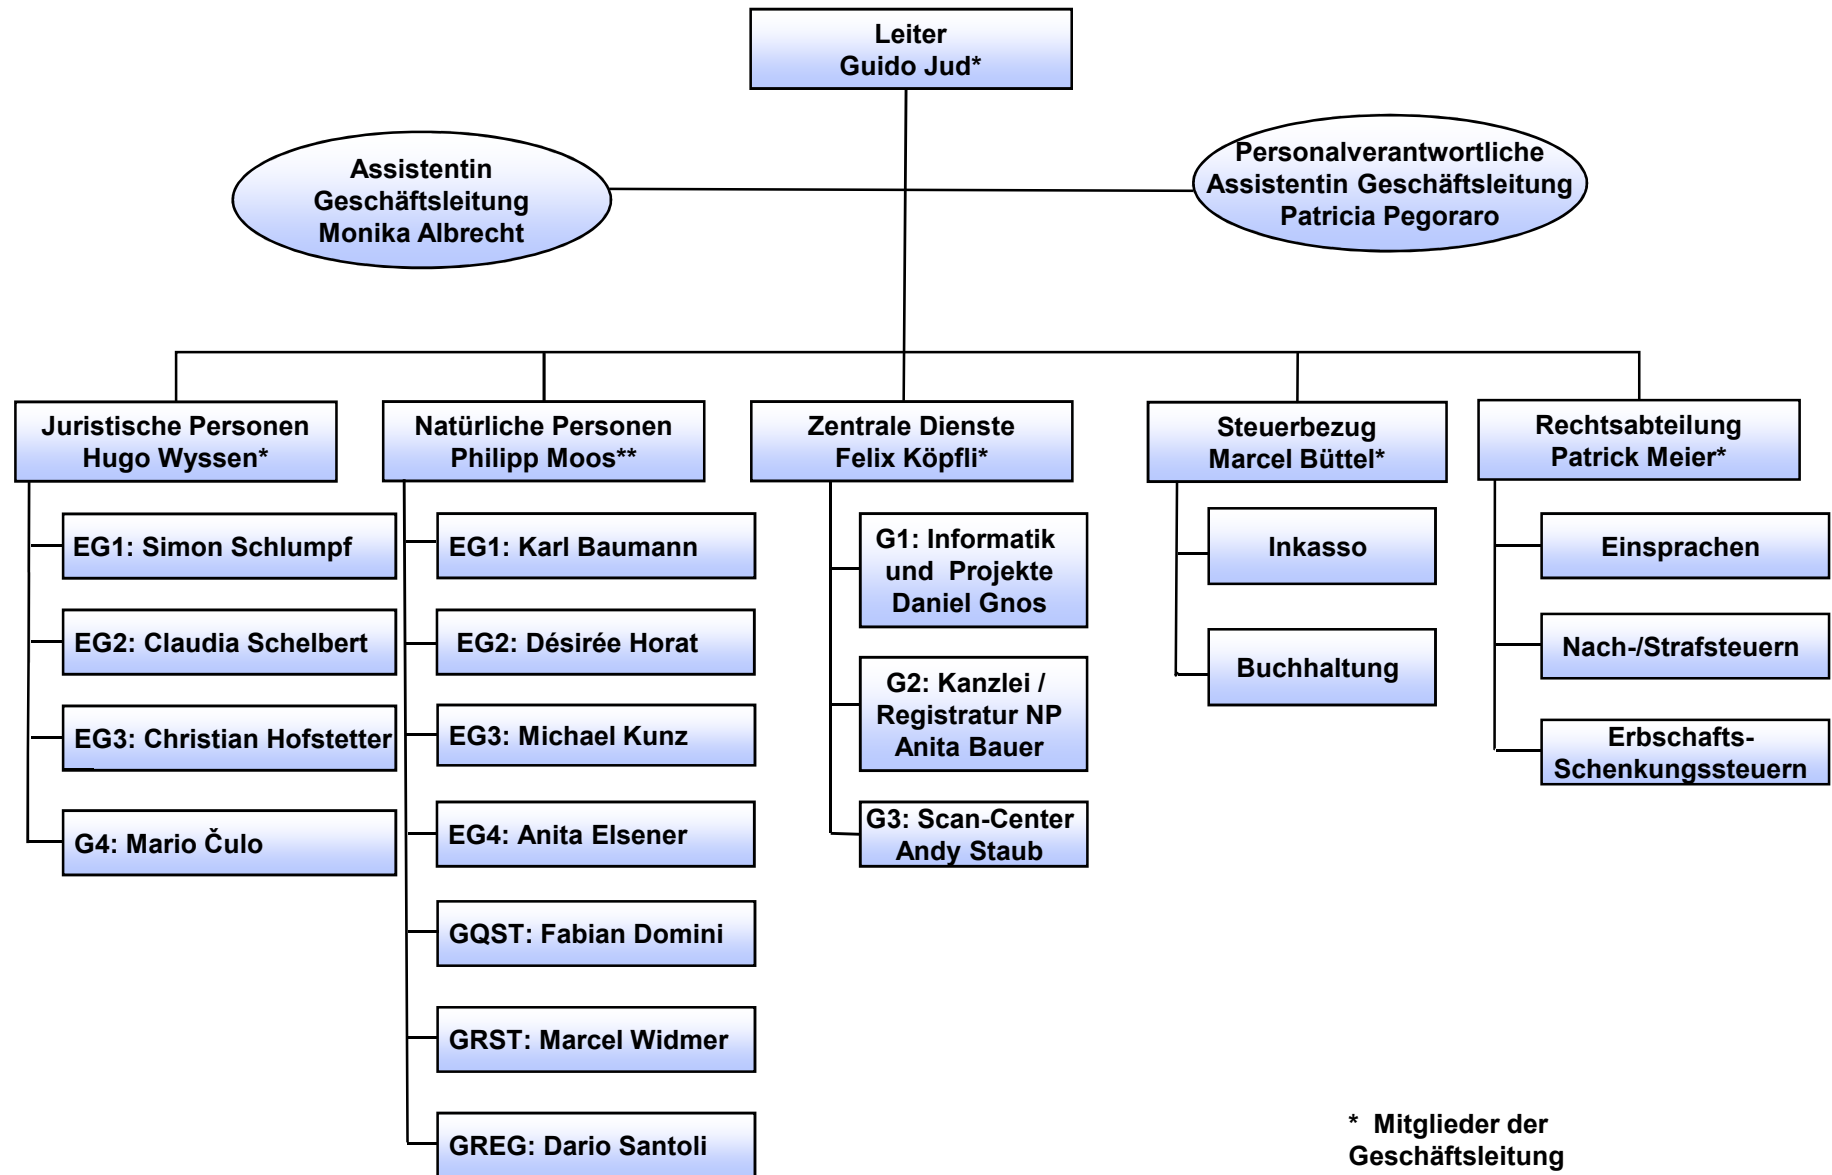 Leiter
Guido Jud*
Assistentin
Geschäftsleitung
Monika Albrecht
Personalverantwortliche
Assistentin Geschäftsleitung
Patricia Pegoraro
Juristische Personen
Hugo Wyssen*
EG1: Simon Schlumpf
EG2: Claudia Schelbert
EG3: Christian Hofstetter
G4: Mario Čulo
Natürliche Personen
Philipp Moos**
EG1: Karl Baumann
EG2: Désirée Horat
EG3: Michael Kunz
EG4: Anita Elsener
GQST: Fabian Domini
GRST: Marcel Widmer
GREG: Dario Santoli
Zentrale Dienste
Felix Köpfli*
G1: Informatik
und Projekte
Daniel Gnos
G2: Kanzlei /
Registratur NP
Anita Bauer
G3: Scan-Center
Andy Staub
Steuerbezug
Marcel Büttel*
Inkasso
Buchhaltung
Rechtsabteilung
Patrick Meier*
Einsprachen
Nach-/Strafsteuern
Erbschafts-
Schenkungssteuern
* Mitglieder der
Geschäftsleitung